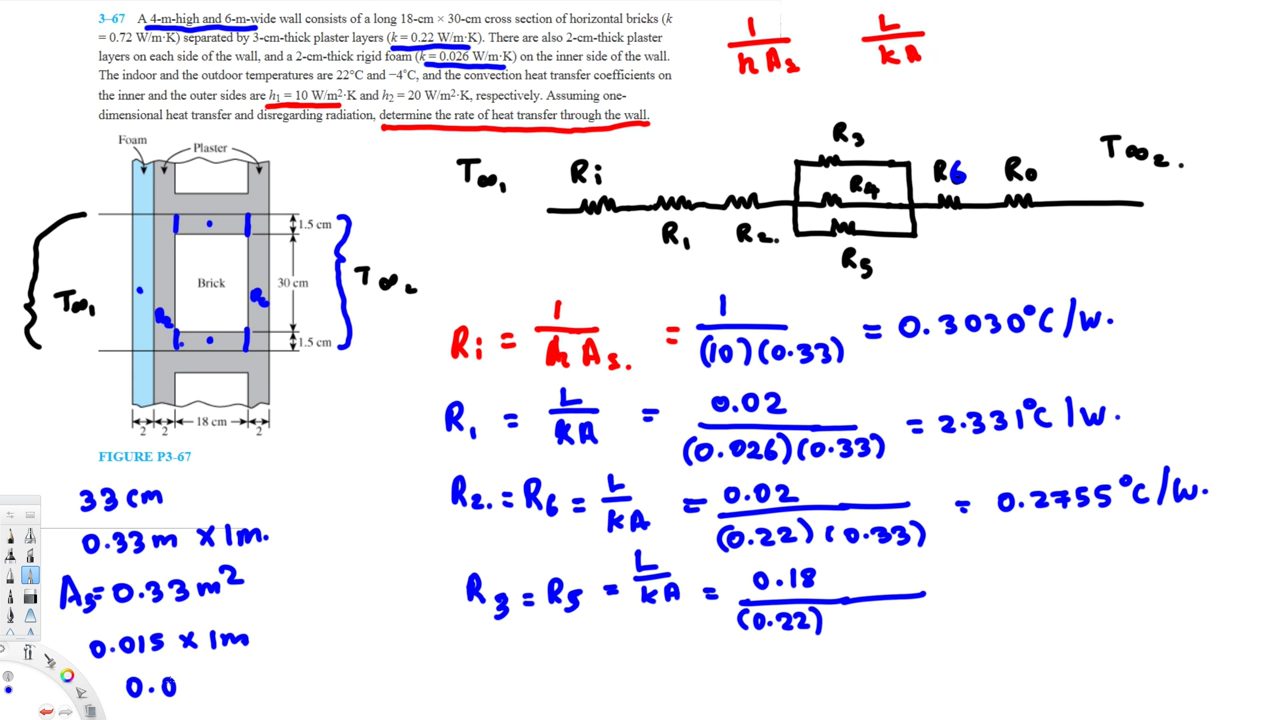 3–67 A 4-m-high and 6-m-wide wall consists of a long 18-cm × 30-cm cross section of horizontal bricks (k
= 0.72 W/m·K) separated by 3-cm-thick plaster layers (k = 0.22 W/m·K). There are also 2-cm-thick plaster
layers on each side of the wall, and a 2-cm-thick rigid foam (k = 0.026 W/m·K) on the inner side of the wall.
The indoor and the outdoor temperatures are 22°C and −4°C, and the convection heat transfer coefficients on
the inner and the outer sides are h₁ = 10 W/m²·K and h₂ = 20 W/m²·K, respectively. Assuming one-
dimensional heat transfer and disregarding radiation, determine the rate of heat transfer through the wall.
1 / h As
L / kA
Foam
Plaster
1.5 cm
Brick
30 cm
1.5 cm
2 2 18 cm 2
T∞1
T∞2
R2
R2
FIGURE P3-67
T∞1 Ri R1 R2. R3 R4 R5 R6 Ro T∞2.
Ri = 1 / h As. = 1 / (10)(0.33) = 0.3030°C/W.
R1 = L / kA = 0.02 / (0.026)(0.33) = 2.331°C/W.
R2. = R6 = L / kA = 0.02 / (0.22)(0.33) = 0.2755°C/W.
R3 = R5 = L / kA = 0.18 / (0.22)
33 cm
0.33m × 1m.
As = 0.33 m²
0.015 × 1m
0.0